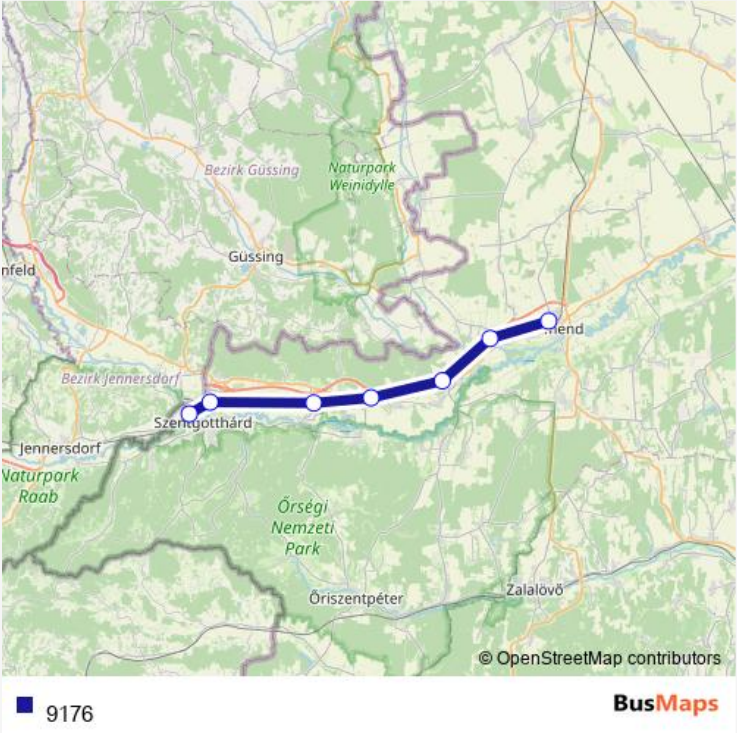 Bezirk Güssing
Naturpark
Weinidylle
Güssing
nfeld
mend
Bezirk Jennersdorf
Szentgotthárd
Jennersdorf
Naturpark
Raab
Őrségi
Nemzeti
Park
Őriszentpéter
Zalalövő
© OpenStreetMap contributors
9176
BusMaps